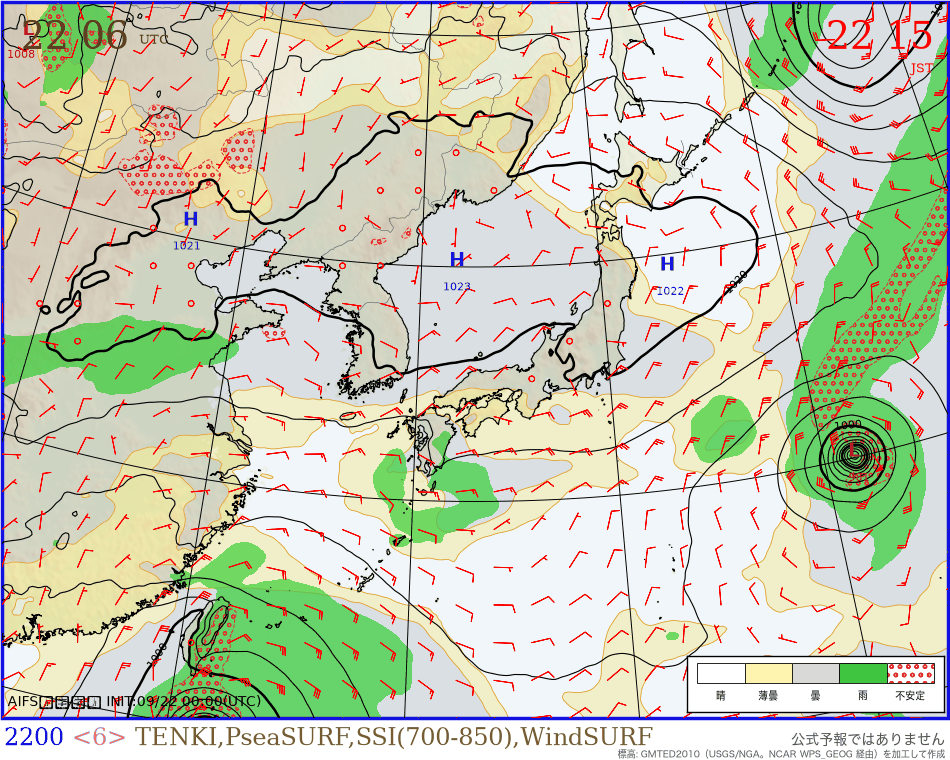 22 06 UTC
22 15 JST
1008
H
1021
H
1023
H
1022
1020
1000
1000
AIFS INIT:09/22 00:00(UTC)
晴 薄曇 曇 雨 不安定
2200 <6> TENKI,PseaSURF,SSI(700-850),WindSURF
公式予報ではありません
標高: GMTED2010（USGS/NGA。NCAR WPS_GEOG 経由）を加工して作成